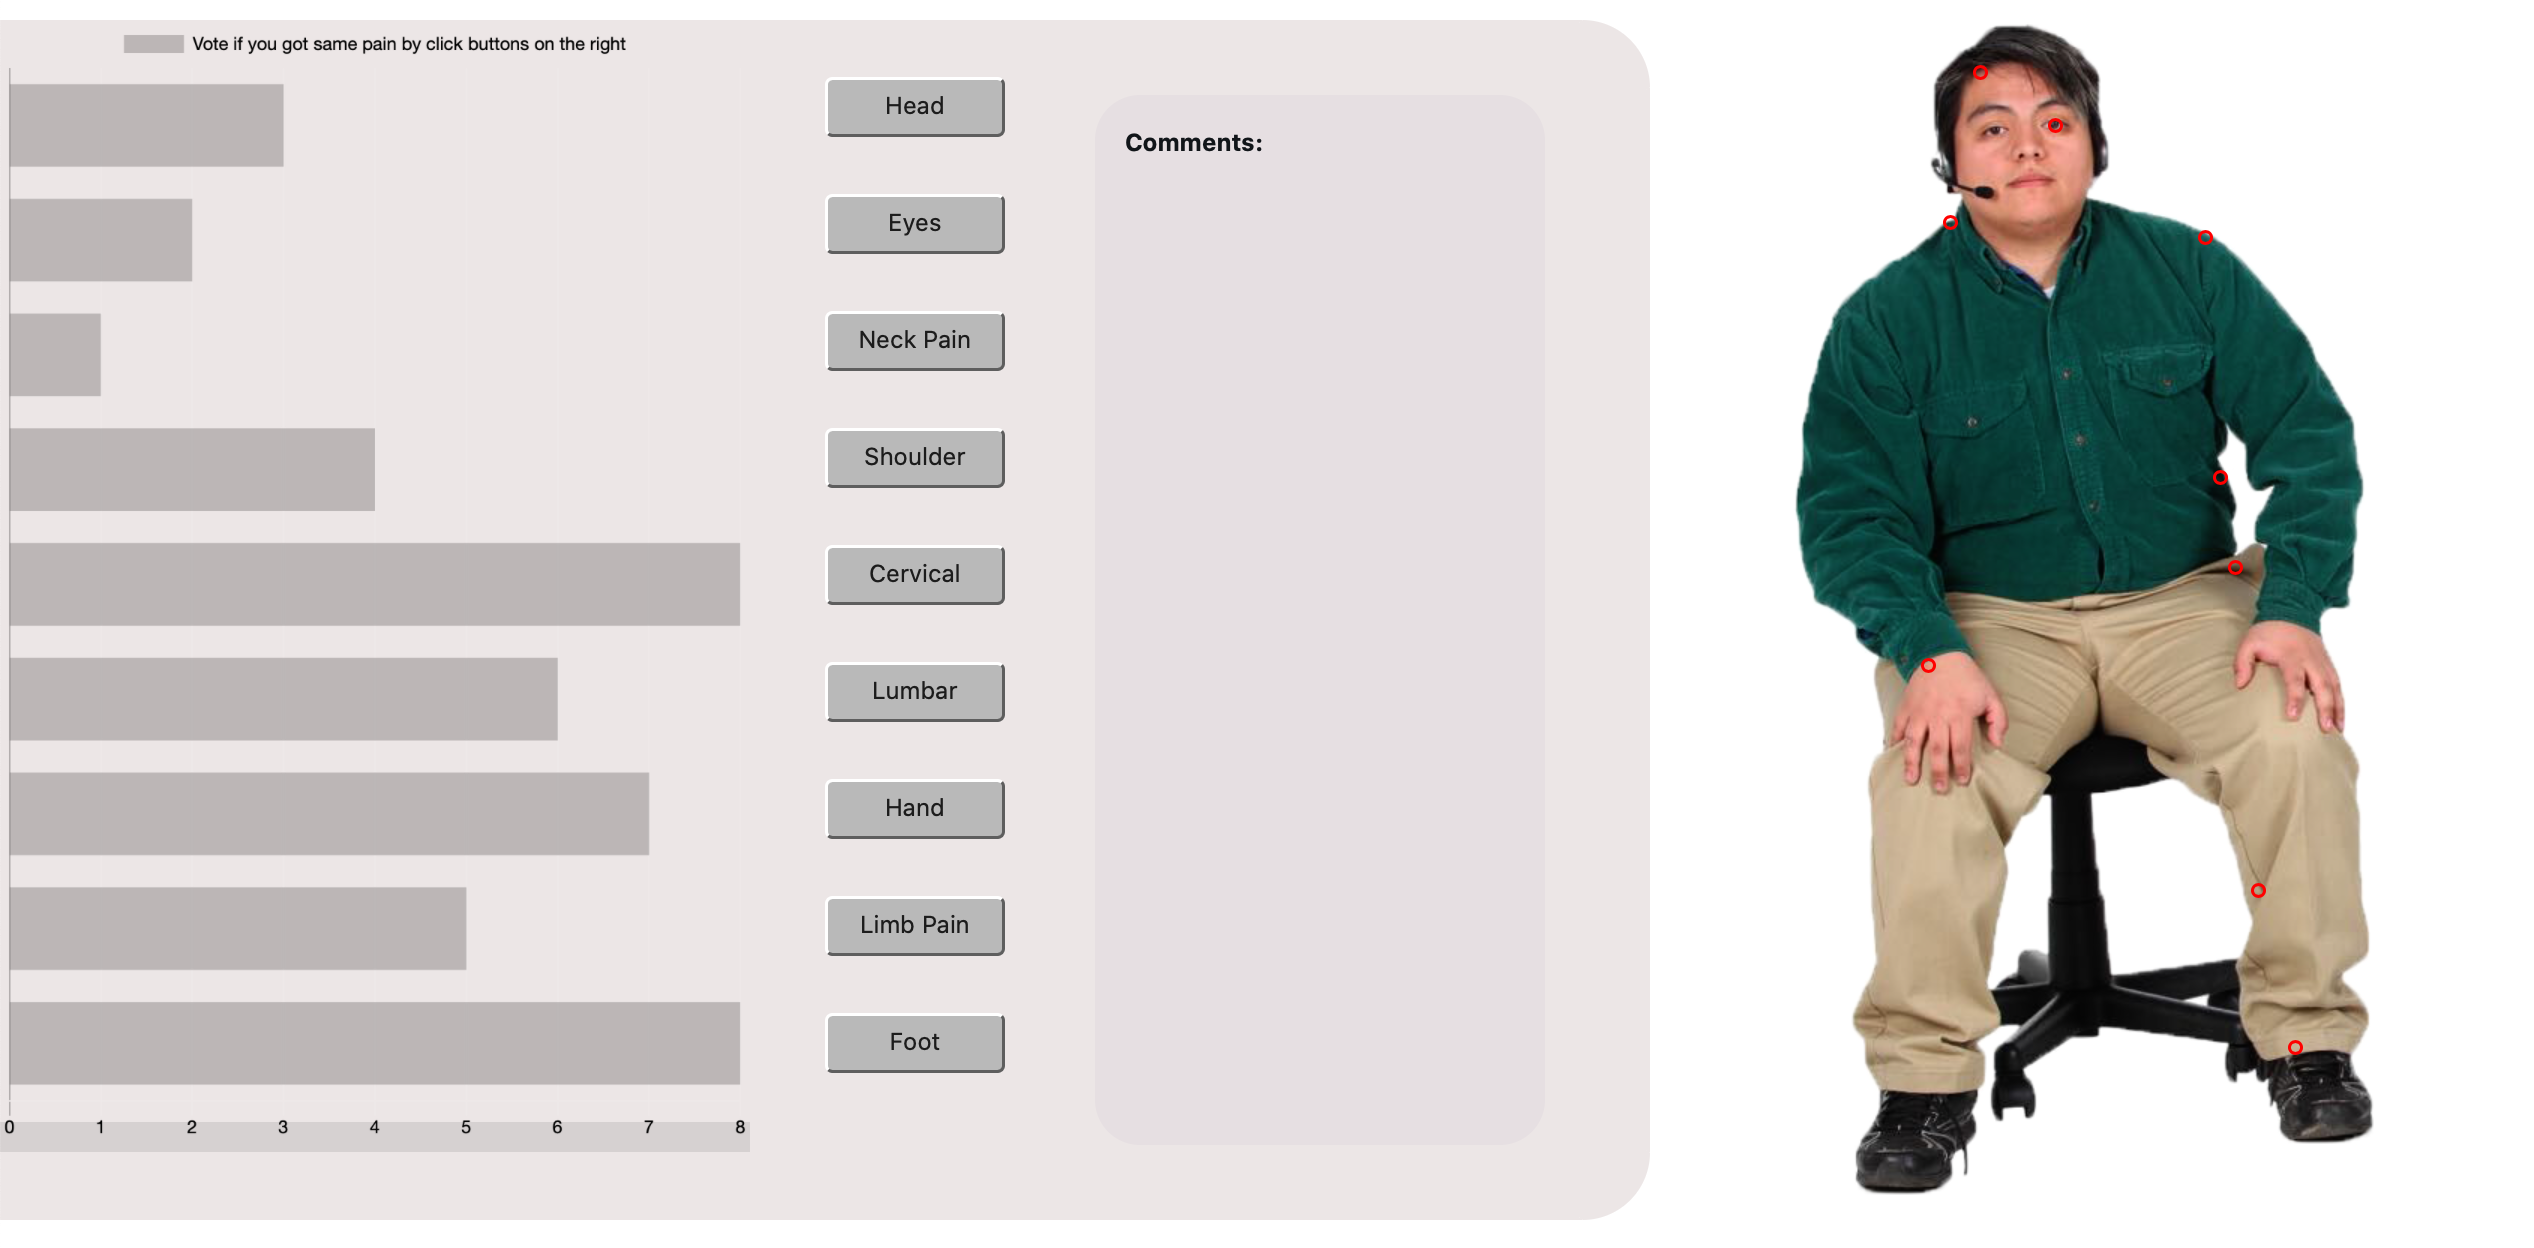 Vote if you got same pain by click buttons on the right
Head
Eyes
Neck Pain
Shoulder
Cervical
Lumbar
Hand
Limb Pain
Foot
0 1 2 3 4 5 6 7 8
Comments: